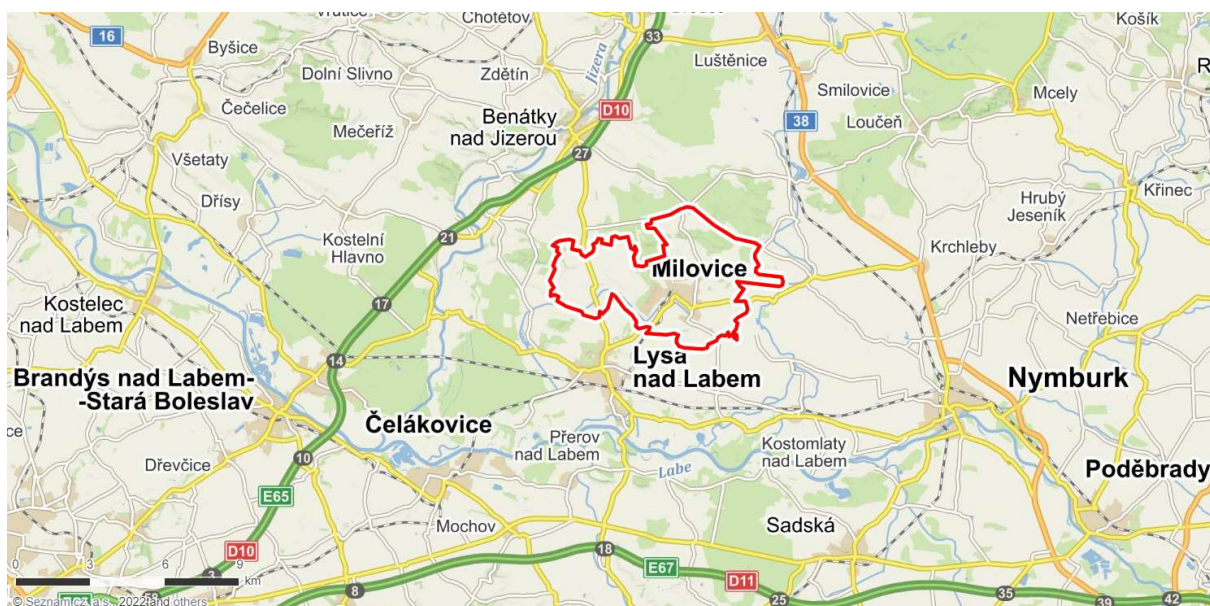 Chotětov
33
Košík
16
Byšice
Dolní Slivno
Zdětín
Jizera
Luštěnice
Čečelice
Mečeříž
Benátky
nad Jizerou
D10
38
Smilovice
Loučeň
Mcely
Všetaty
27
Křinec
Dřísy
Hrubý
Jeseník
Kostelní
Hlavno
21
Krchleby
Milovice
Kostelec
nad Labem
17
Netřebice
14
Lysá
nad Labem
Brandýs nad Labem-
-Stará Boleslav
Nymburk
Čelákovice
Přerov
nad Labem
Kostomlaty
nad Labem
Labe
Dřevčice
10
Poděbrady
E65
Mochov
Sadská
D10
3
18
E67
D11
0 3 6 9
km
8
25
35
39
42
© Seznam.cz, a.s., 2022 and others